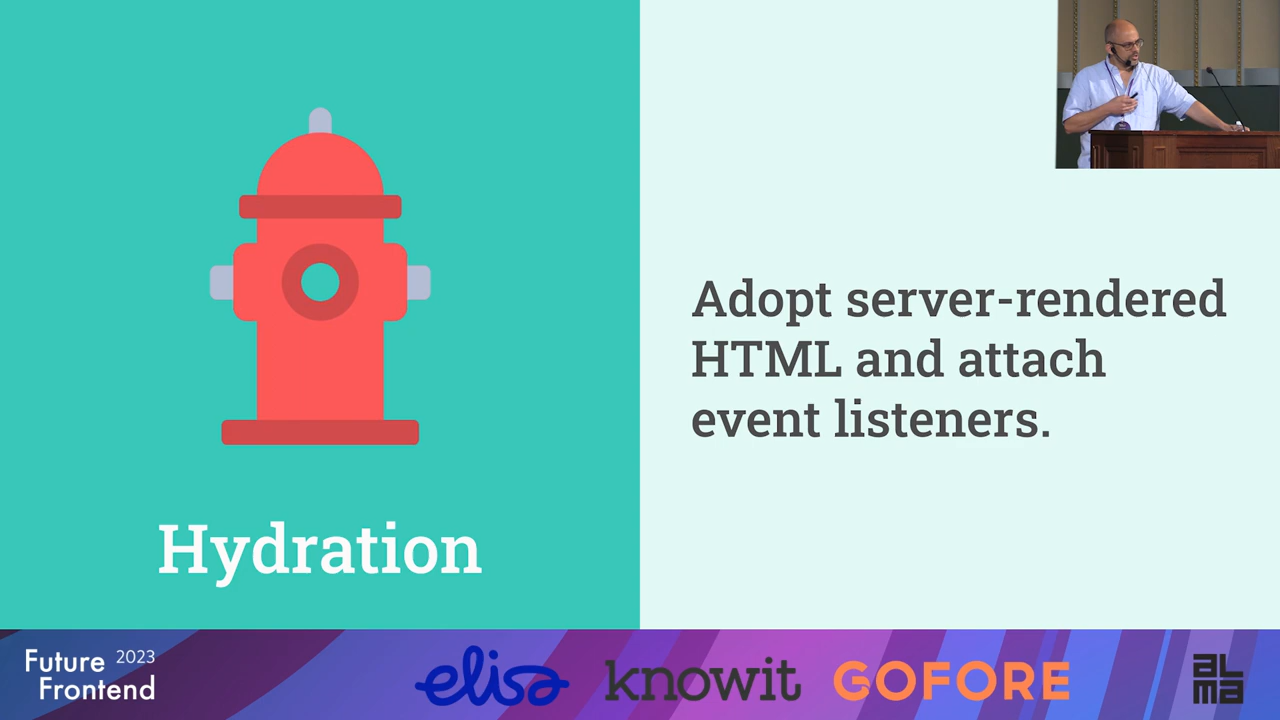 Adopt server-rendered
HTML and attach
event listeners.
Hydration
Future 2023
Frontend
elisa
knowit
GOFORE
ALMA